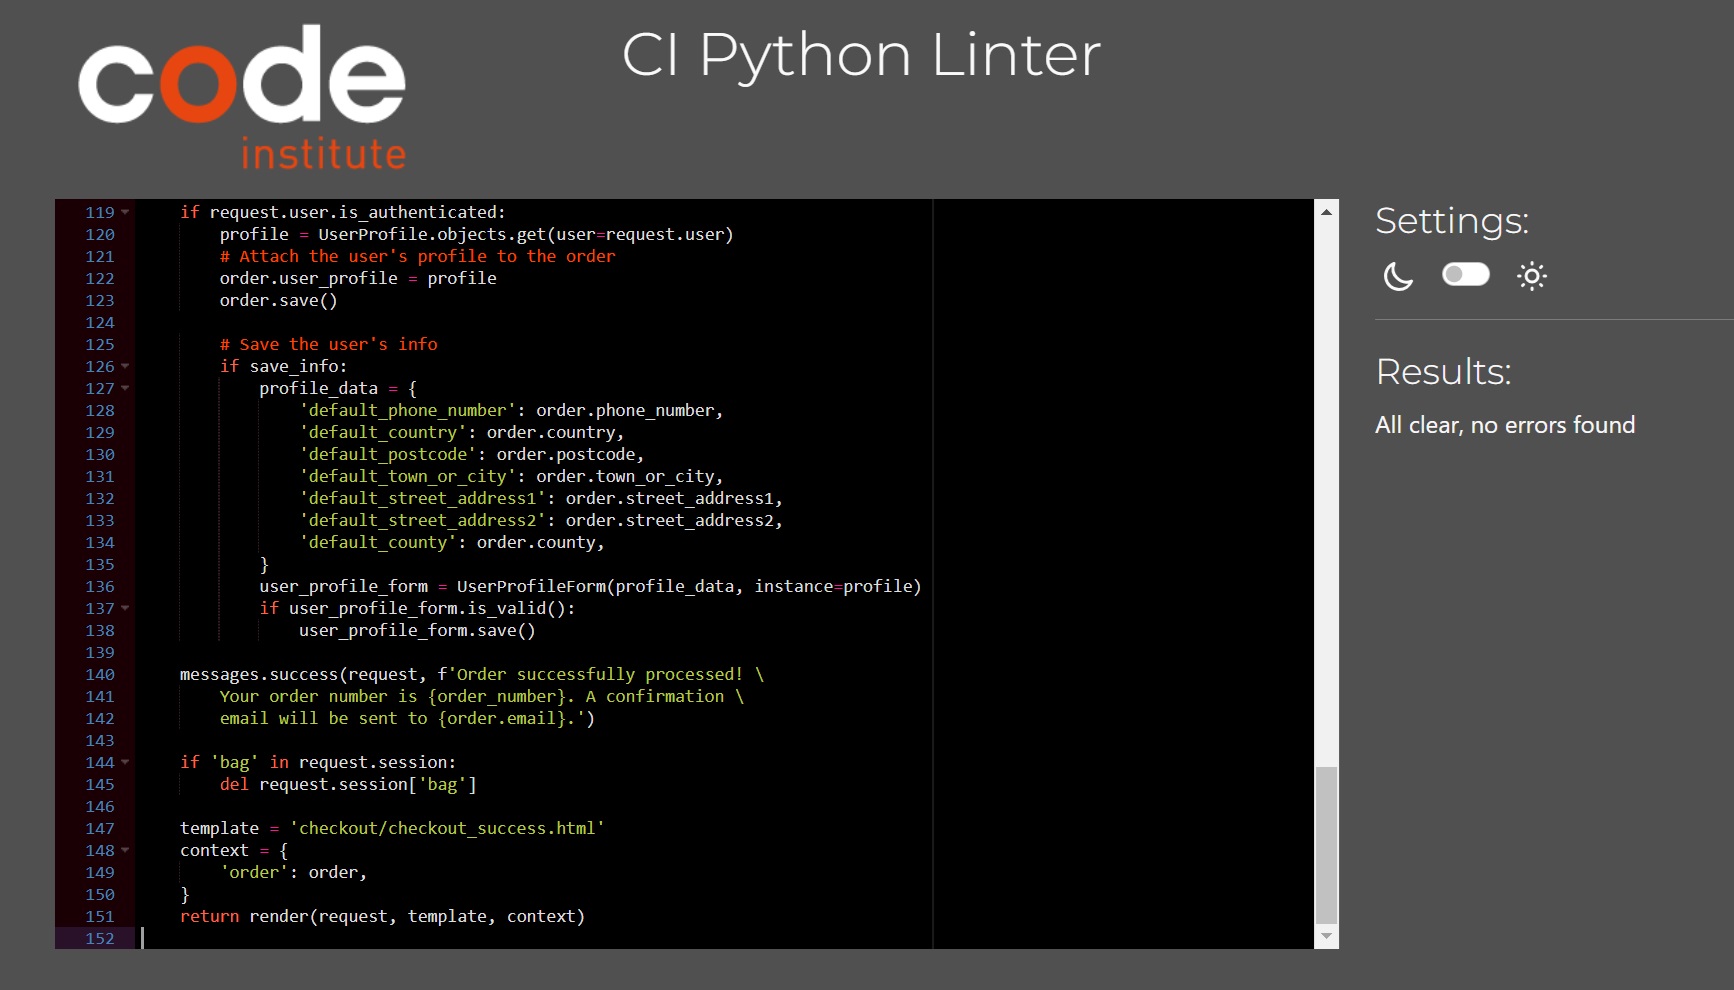 code
institute
CI Python Linter
119 if request.user.is_authenticated:
120 profile = UserProfile.objects.get(user=request.user)
121 # Attach the user's profile to the order
122 order.user_profile = profile
123 order.save()
124
125 # Save the user's info
126 if save_info:
127 profile_data = {
128 'default_phone_number': order.phone_number,
129 'default_country': order.country,
130 'default_postcode': order.postcode,
131 'default_town_or_city': order.town_or_city,
132 'default_street_address1': order.street_address1,
133 'default_street_address2': order.street_address2,
134 'default_county': order.county,
135 }
136 user_profile_form = UserProfileForm(profile_data, instance=profile)
137 if user_profile_form.is_valid():
138 user_profile_form.save()
139
140 messages.success(request, f'Order successfully processed! \
141 Your order number is {order_number}. A confirmation \
142 email will be sent to {order.email}.')
143
144 if 'bag' in request.session:
145 del request.session['bag']
146
147 template = 'checkout/checkout_success.html'
148 context = {
149 'order': order,
150 }
151 return render(request, template, context)
152
Settings:
Results:
All clear, no errors found